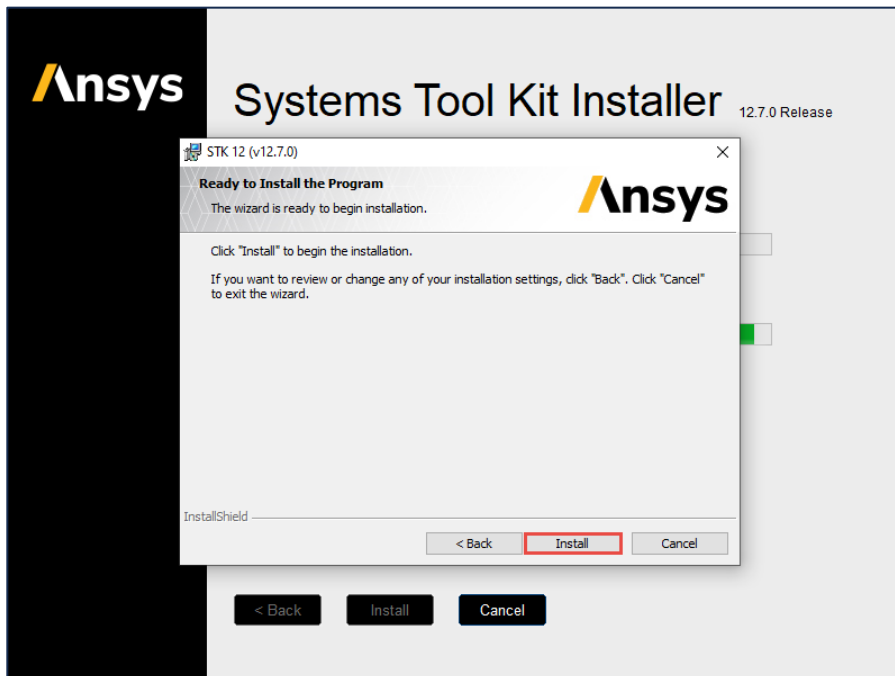 Ansys
Systems Tool Kit Installer 12.7.0 Release
STK 12 (v12.7.0)
Ready to Install the Program
The wizard is ready to begin installation.
Ansys
Click "Install" to begin the installation.
If you want to review or change any of your installation settings, click "Back". Click "Cancel"
to exit the wizard.
InstallShield
< Back Install Cancel
< Back Install Cancel